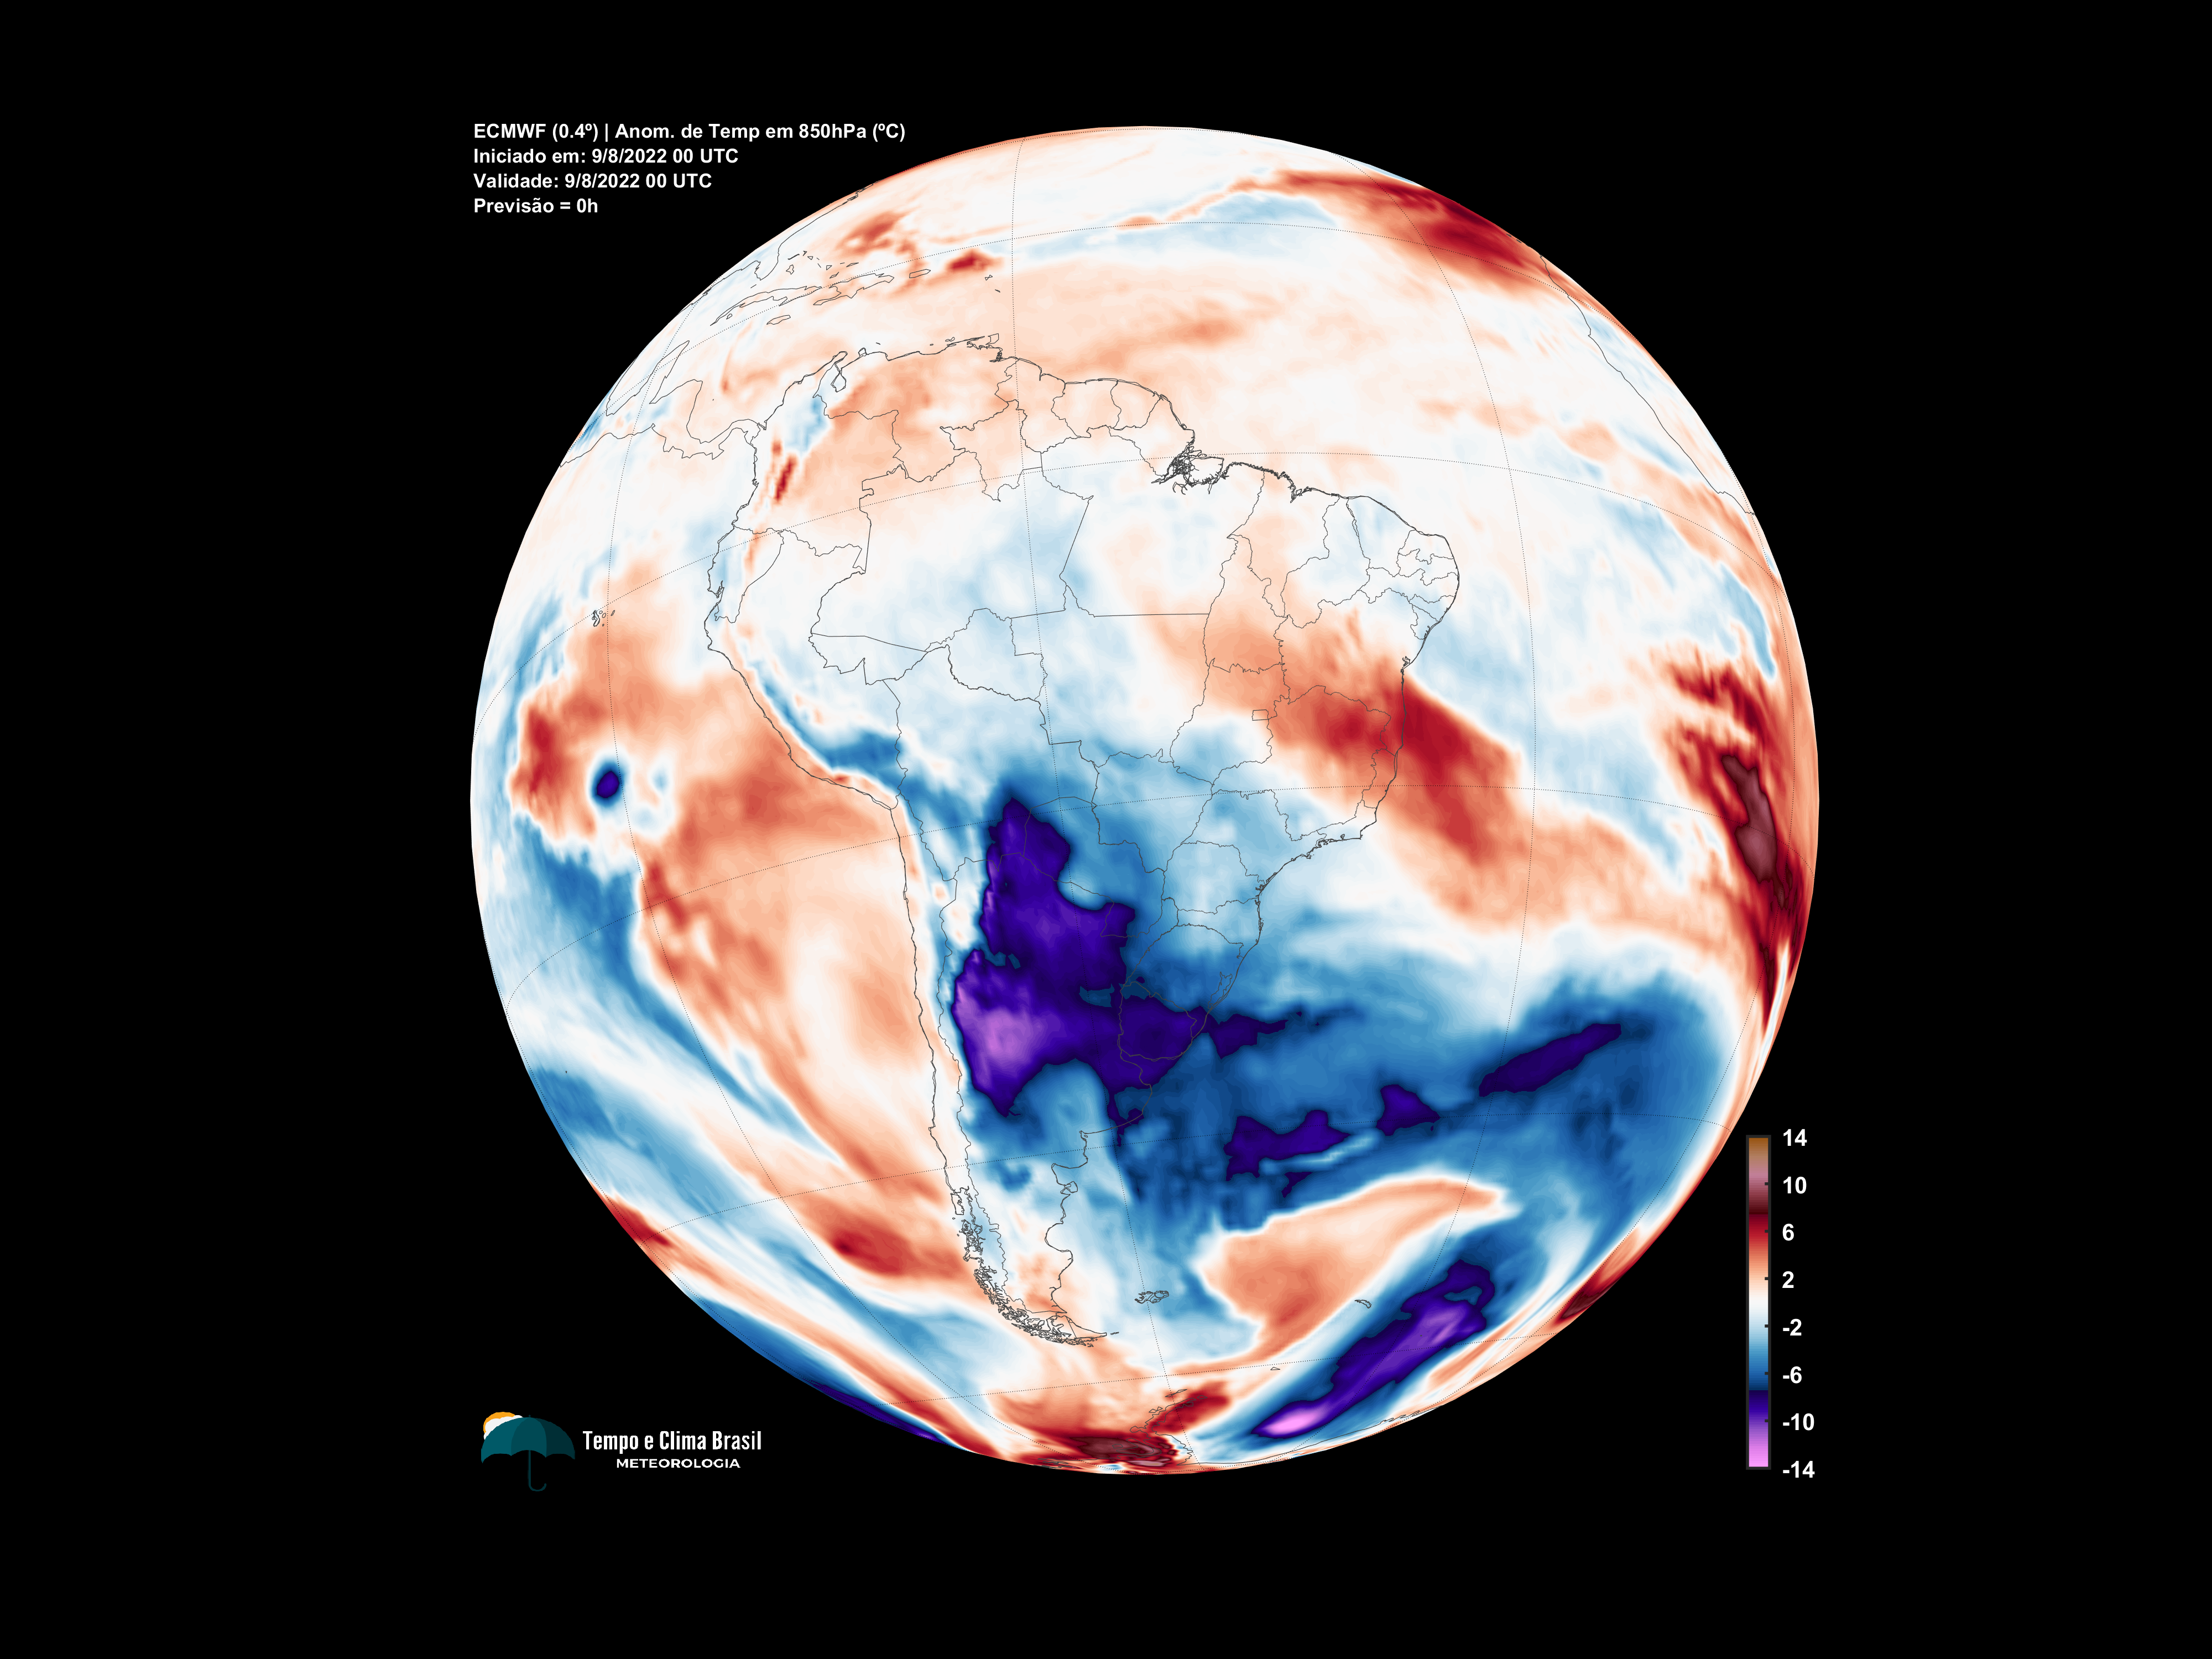 ECMWF (0.4º) | Anom. de Temp em 850hPa (ºC)
Iniciado em: 9/8/2022 00 UTC
Validade: 9/8/2022 00 UTC
Previsão = 0h
14
10
6
2
-2
-6
-10
-14
Tempo e Clima Brasil
METEOROLOGIA